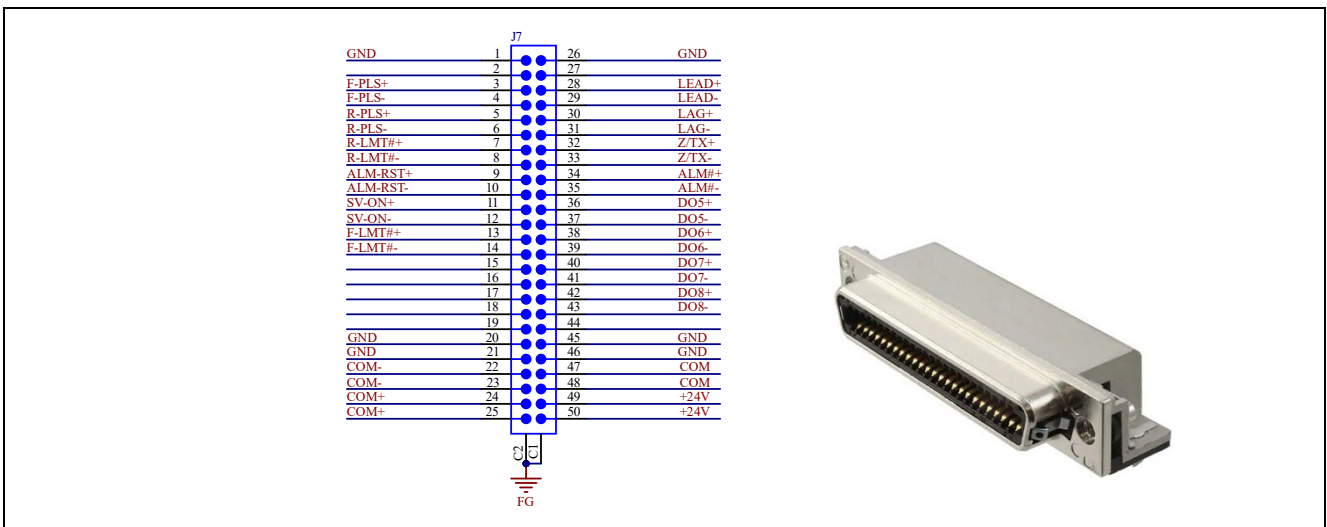 J7
GND 1 26 GND
2 27
F-PLS+ 3 28 LEAD+
F-PLS- 4 29 LEAD-
R-PLS+ 5 30 LAG+
R-PLS- 6 31 LAG-
R-LMT#+ 7 32 Z/TX+
R-LMT#- 8 33 Z/TX-
ALM-RST+ 9 34 ALM#+
ALM-RST- 10 35 ALM#-
SV-ON+ 11 36 DO5+
SV-ON- 12 37 DO5-
F-LMT#+ 13 38 DO6+
F-LMT#- 14 39 DO6-
15 40 DO7+
16 41 DO7-
17 42 DO8+
18 43 DO8-
19 44
GND 20 45 GND
GND 21 46 GND
COM- 22 47 COM
COM- 23 48 COM
COM+ 24 49 +24V
COM+ 25 50 +24V
C2 C1
FG